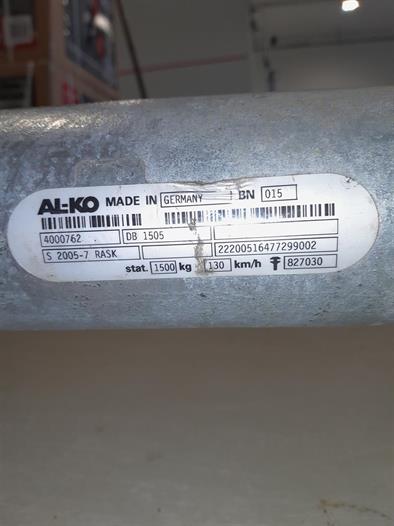 AL-KO MADE IN GERMANY BN 015
4000762 DB 1505
S 2005-7 RASK 22200516477299002
stat. 1500 kg 130 km/h 827030